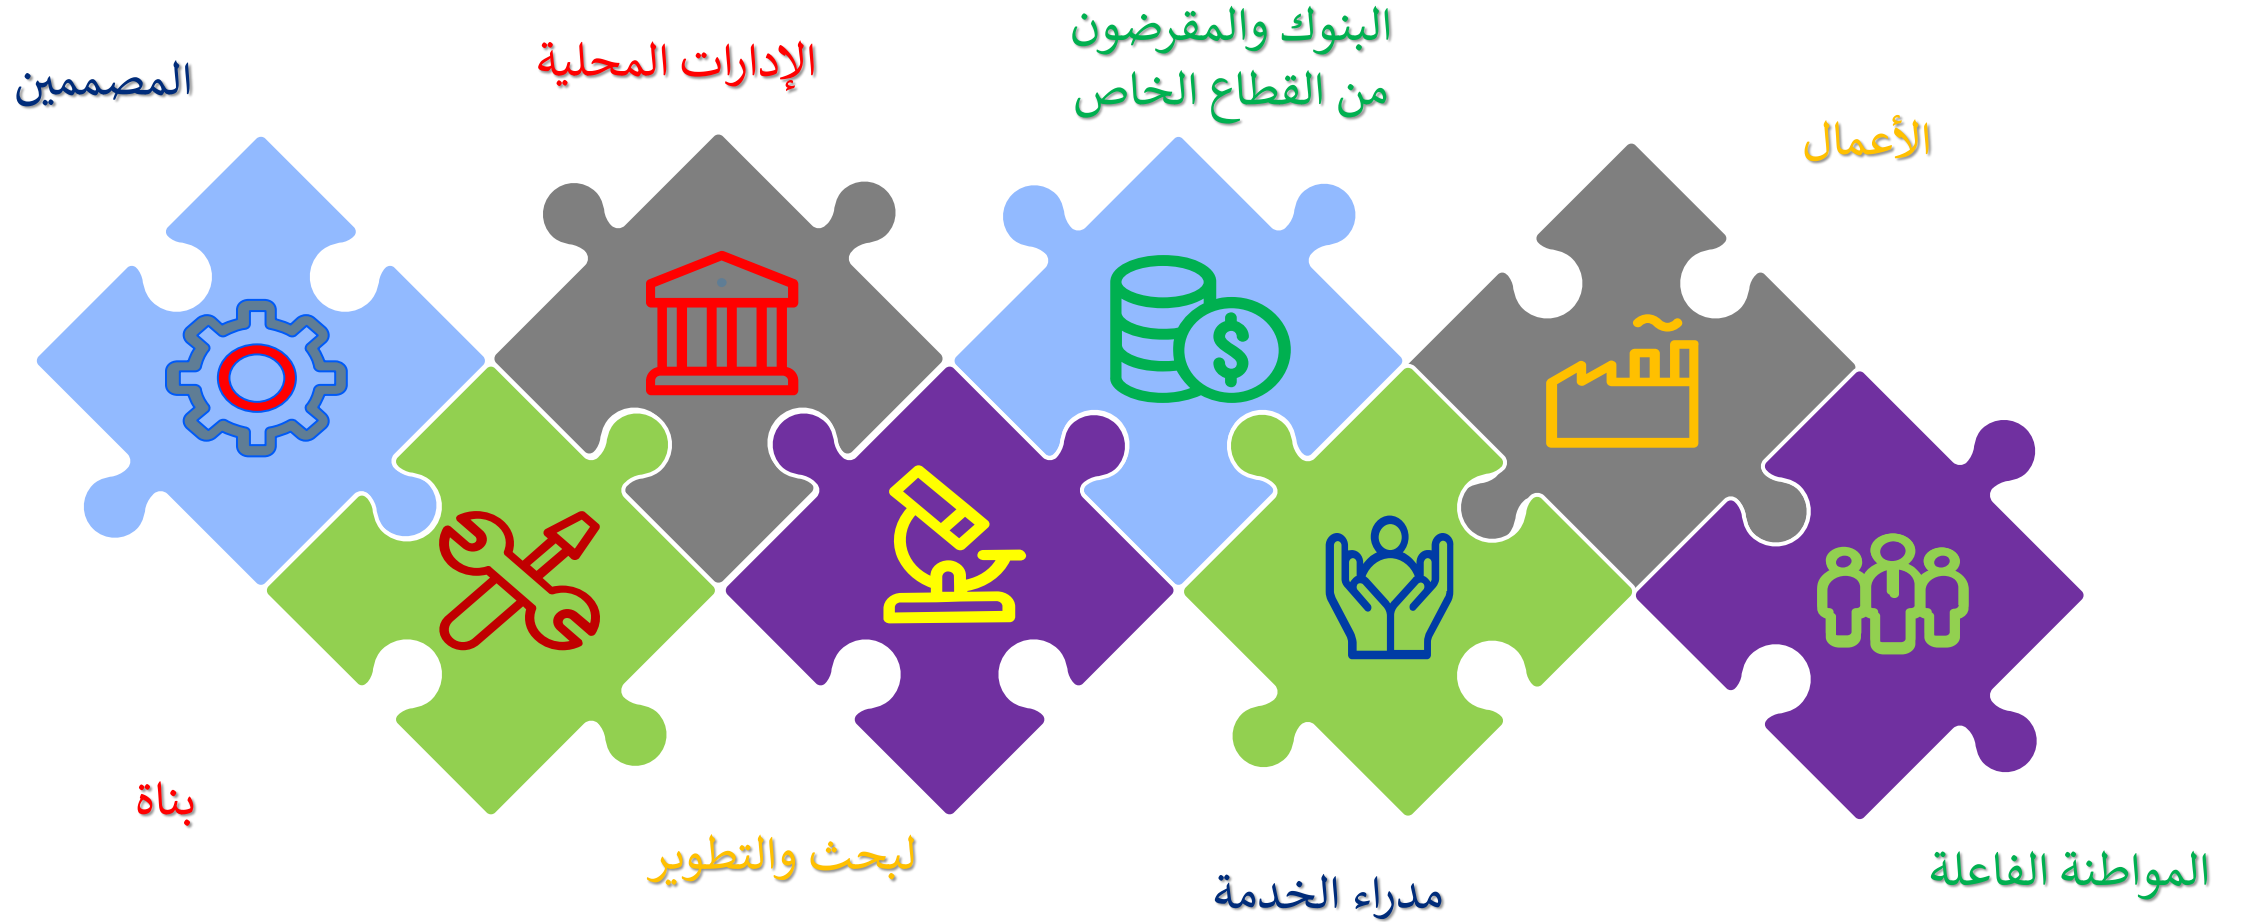 البنوك والمقرضون
من القطاع الخاص
الإدارات المحلية
المصممين
الأعمال
بناة
لبحث والتطوير
المواطنة الفاعلة
مدراء الخدمة